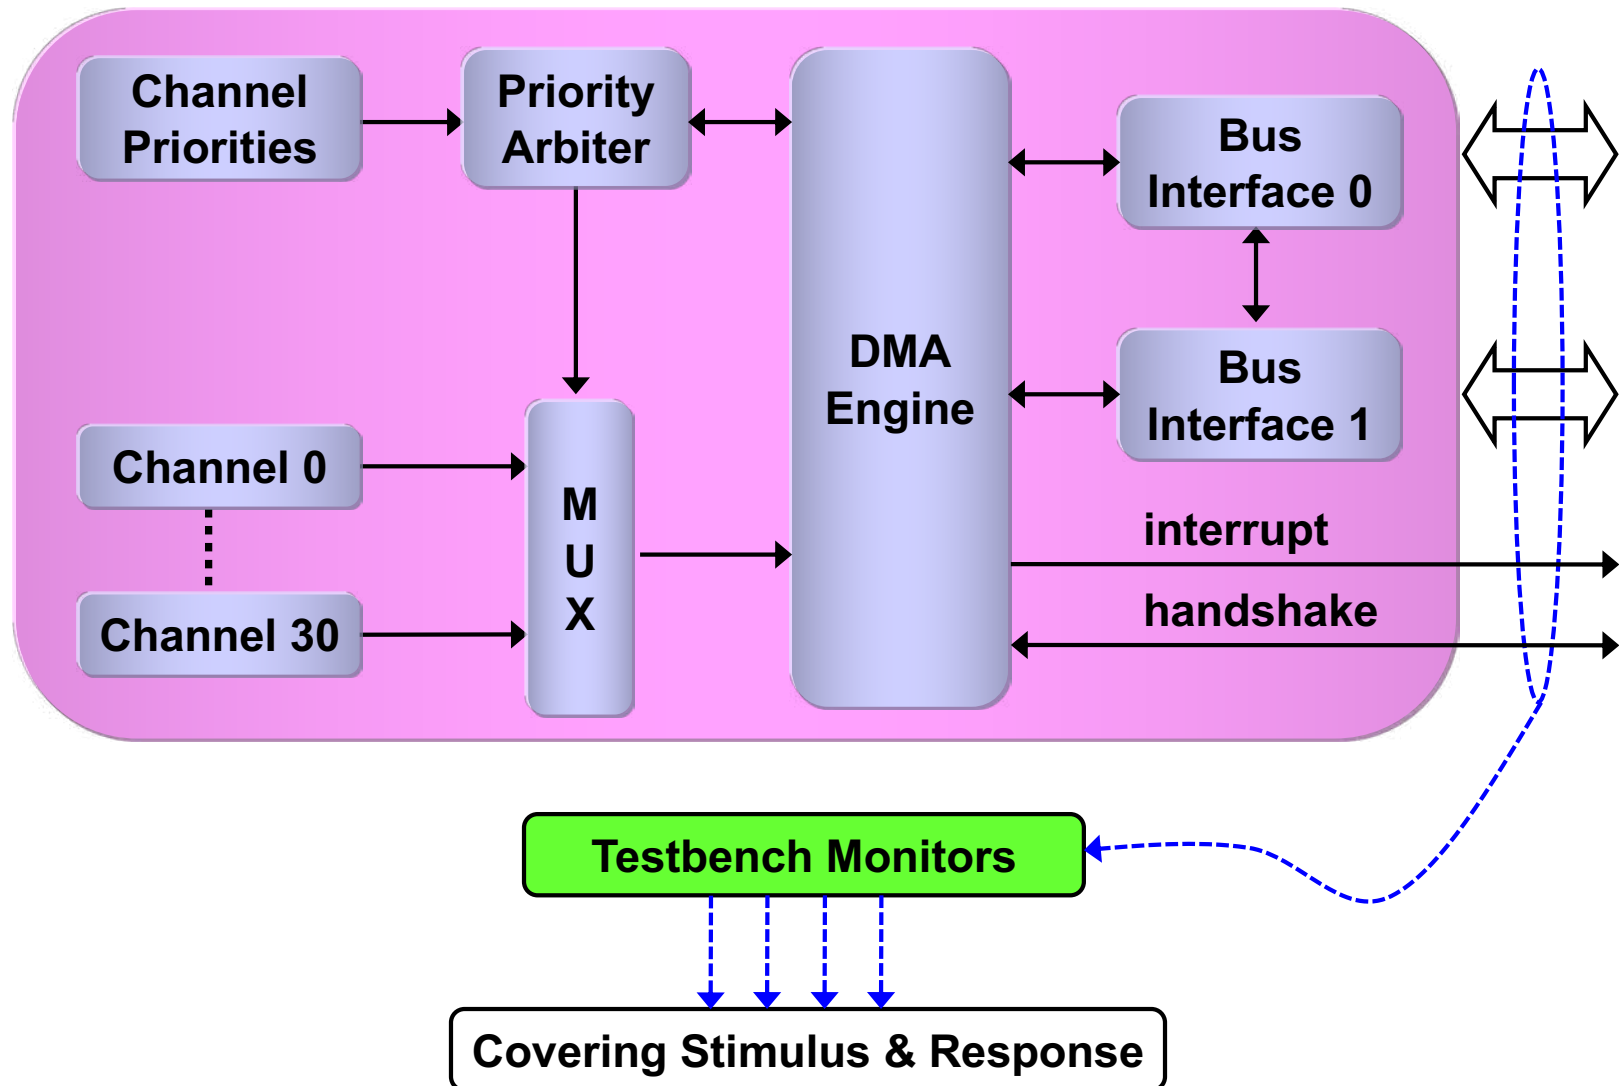 Channel
Priorities
Priority
Arbiter
DMA
Engine
Bus
Interface 0
Bus
Interface 1
Channel 0
Channel 30
M
U
X
interrupt
handshake
Testbench Monitors
Covering Stimulus & Response